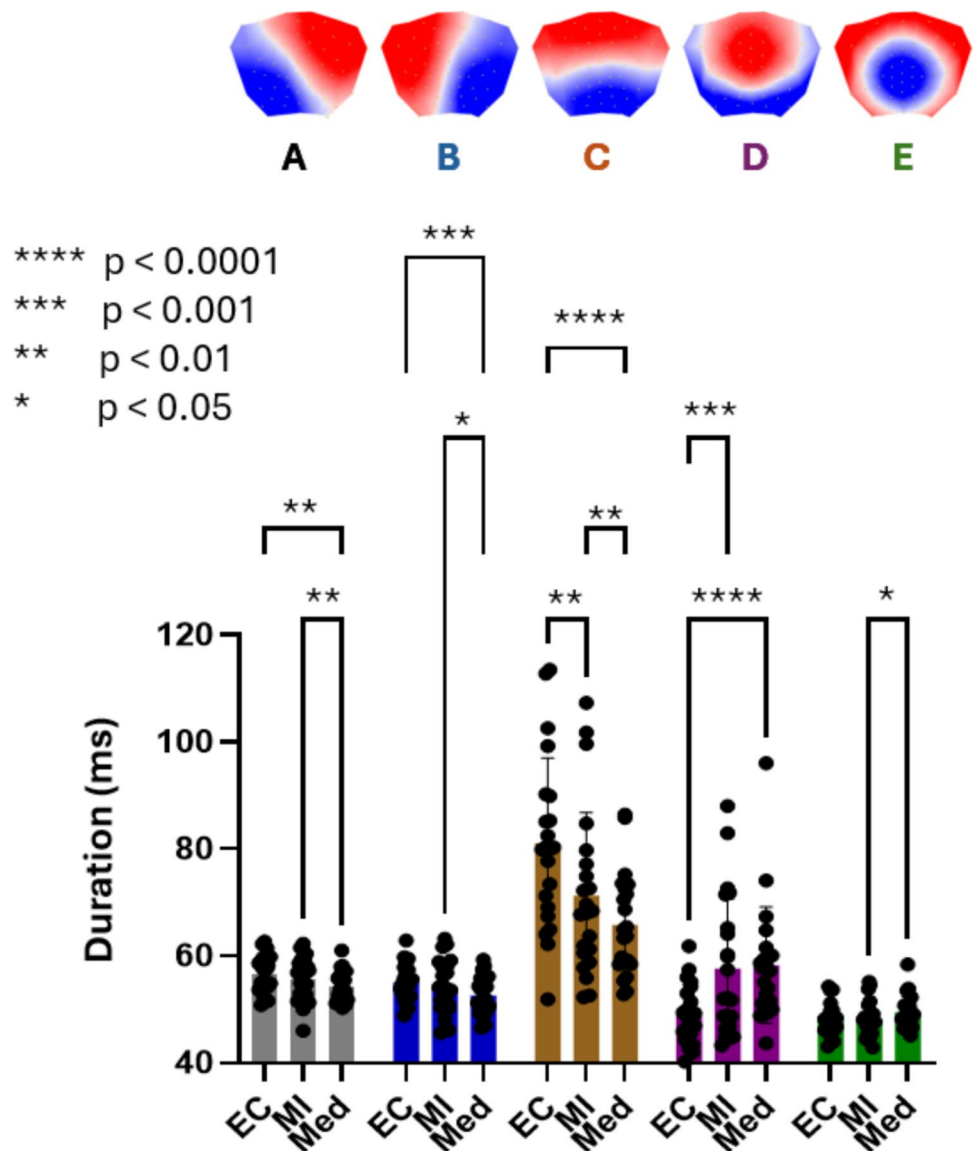 A B C D E
***
**** p < 0.0001
*** p < 0.001
****
** p < 0.01
* p < 0.05
***
*
**
**
**
**
****
*
120
100
80
60
40
Duration (ms)
EC MI Med EC MI Med EC MI Med EC MI Med EC MI Med